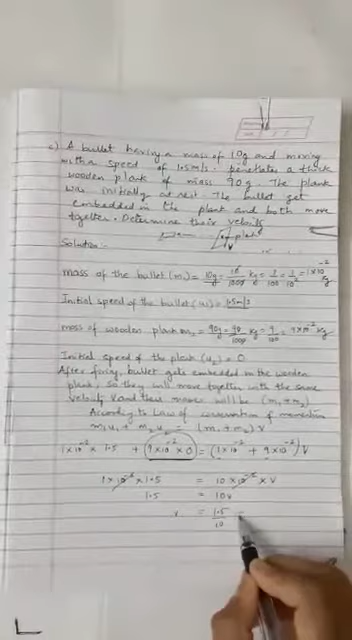 c) A bullet having a mass of 10g and moving
with a speed of 1.5m/s. penetrates a thick
wooden plank of mass 90g. The plank
was initially at rest. The bullet get
embedded in the plank and both move
together. Determine their velocity
Solution:-
mass of the bullet (m₁) = 10g = 10/1000 kg = 1/100 = 1/10² = 1×10⁻² kg
Initial speed of the bullet (u₁) = 1.5m/s
mass of wooden plank m₂ = 90g = 90/1000 kg = 9/100 = 9×10⁻² kg
Initial speed of the plank (u₂) = 0
After firing, bullet gets embedded in the wooden
plank, so they will move together with the same
velocity V and their masses will be (m₁+m₂)
According to Law of conservation of momentum
m₁u₁ + m₂u₂ = (m₁+m₂) V
1×10⁻² × 1.5 + (9×10⁻² × 0) = (1×10⁻² + 9×10⁻²) V
1×10⁻² × 1.5 = 10×10⁻² × V
1.5 = 10V
V = 1.5/10 =